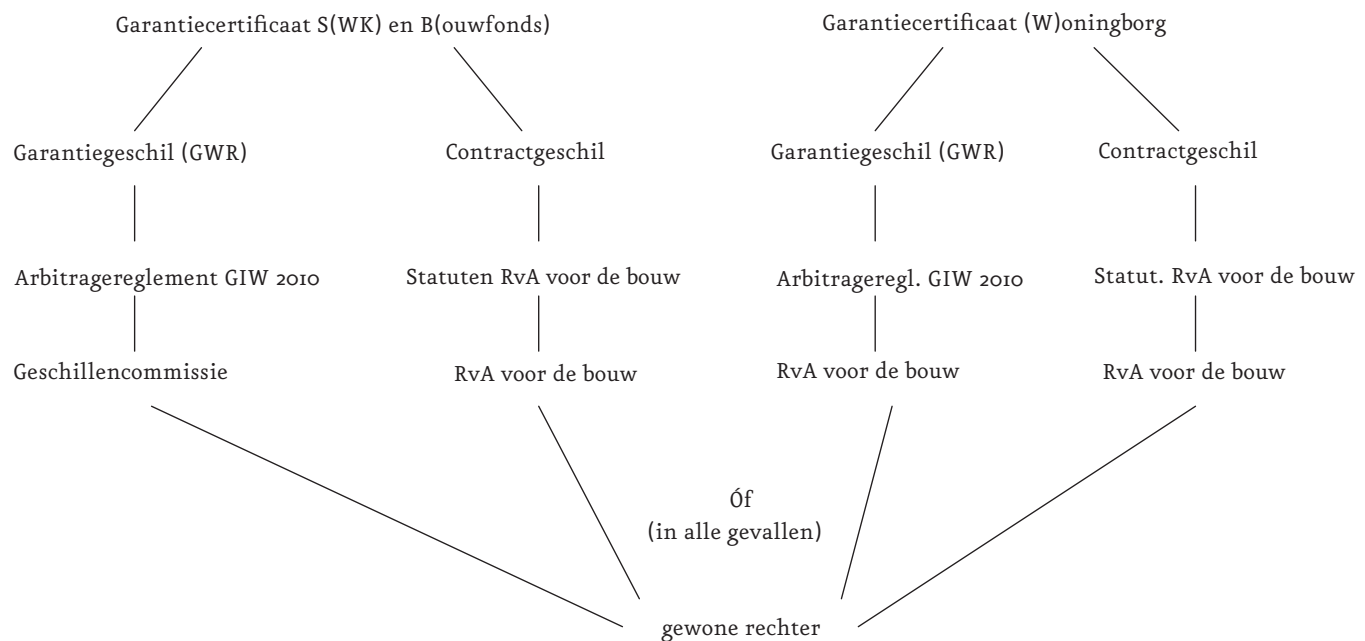 Garantiecertificaat S(WK) en B(ouwfonds)
Garantiecertificaat (W)oningborg
Garantiegeschil (GWR)
Contractgeschil
Garantiegeschil (GWR)
Contractgeschil
Arbitragereglement GIW 2010
Statuten RvA voor de bouw
Arbitrageregl. GIW 2010
Statut. RvA voor de bouw
Geschillencommissie
RvA voor de bouw
RvA voor de bouw
RvA voor de bouw
Óf
(in alle gevallen)
gewone rechter